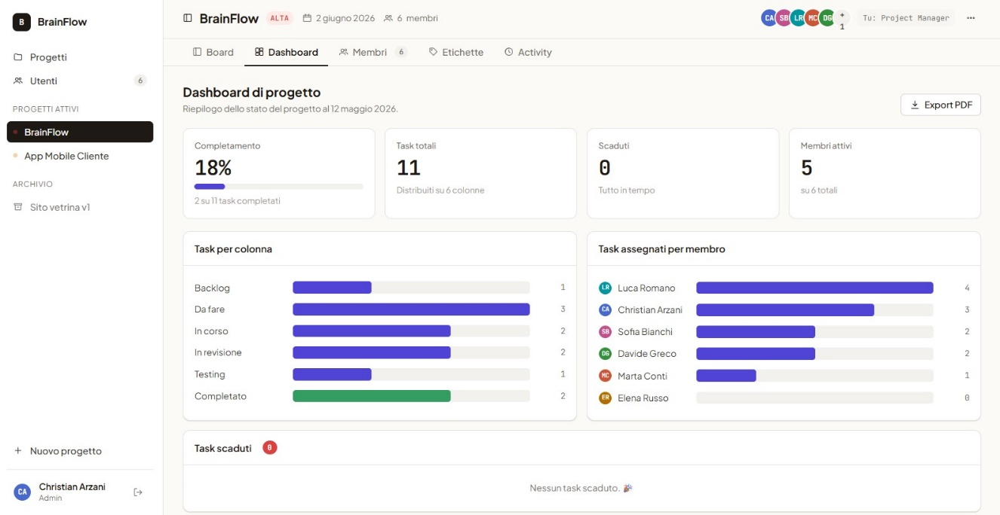 B BrainFlow
Progetti
Utenti 6
PROGETTI ATTIVI
BrainFlow
App Mobile Cliente
ARCHIVIO
Sito vetrina v1
Nuovo progetto
CA Christian Arzani
Admin
BrainFlow ALTA 2 giugno 2026 6 membri
CA SB LR MC DG +
1
Tu: Project Manager
Board Dashboard Membri 6 Etichette Activity
Dashboard di progetto
Riepilogo dello stato del progetto al 12 maggio 2026.
Export PDF
Completamento
18%
2 su 11 task completati
Task totali
11
Distribuiti su 6 colonne
Scaduti
0
Tutto in tempo
Membri attivi
5
su 6 totali
Task per colonna
Backlog 1
Da fare 3
In corso 2
In revisione 2
Testing 1
Completato 2
Task assegnati per membro
LR Luca Romano 4
CA Christian Arzani 3
SB Sofia Bianchi 2
DG Davide Greco 2
MC Marta Conti 1
ER Elena Russo 0
Task scaduti 0
Nessun task scaduto. 🎉